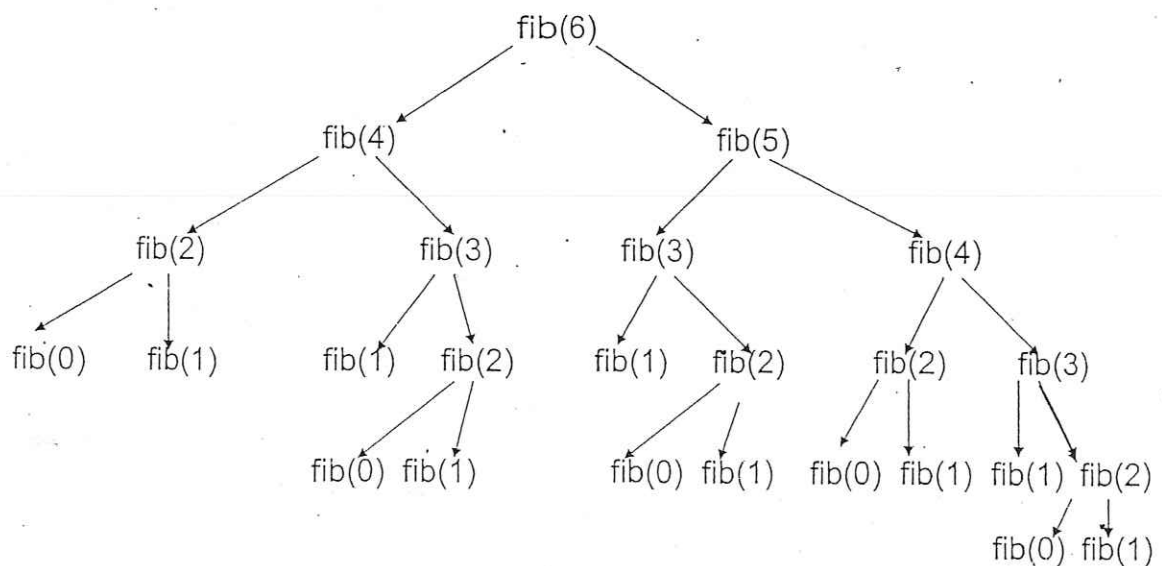 fib(6)
fib(4) fib(5)
fib(2) fib(3) fib(3) fib(4)
fib(0) fib(1) fib(1) fib(2) fib(1) fib(2) fib(2) fib(3)
fib(0) fib(1) fib(0) fib(1) fib(0) fib(1) fib(1) fib(2)
fib(0) fib(1)